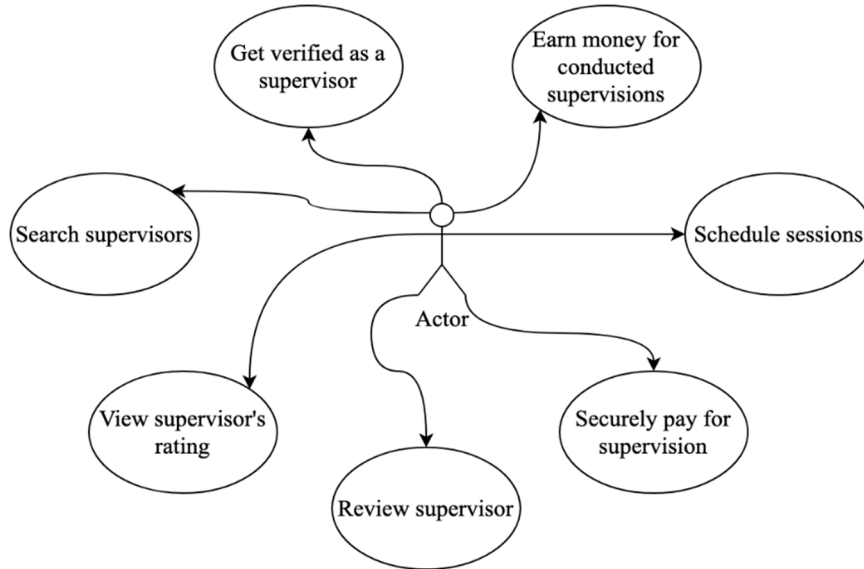 Get verified as a
supervisor
Earn money for
conducted
supervisions
Search supervisors
Schedule sessions
Actor
View supervisor's
rating
Securely pay for
supervision
Review supervisor